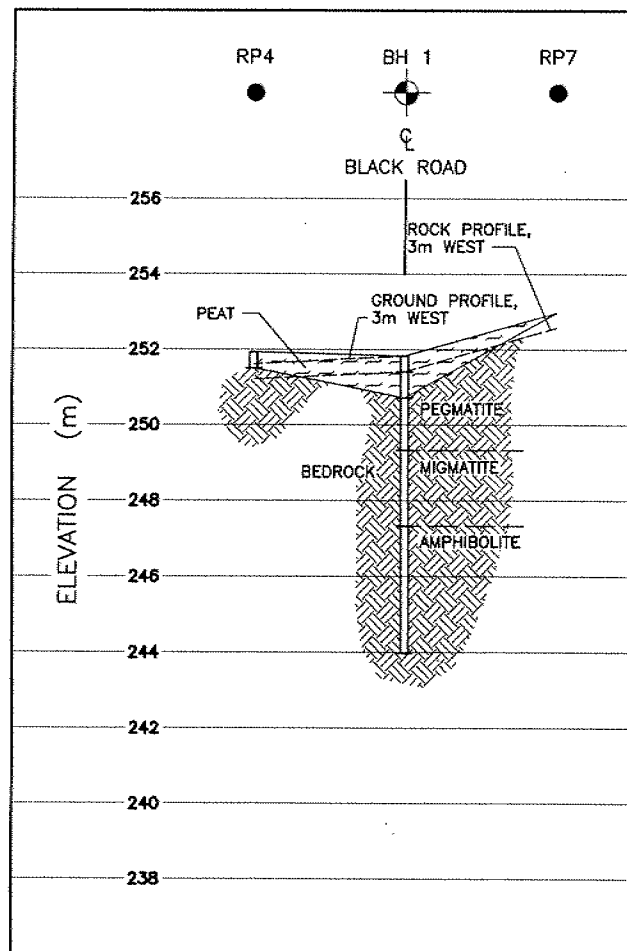 RP4 BH 1 RP7
℄
BLACK ROAD
256
ROCK PROFILE,
3m WEST
254
GROUND PROFILE,
3m WEST
PEAT
252
PEGMATITE
250
ELEVATION (m)
BEDROCK
MIGMATITE
248
AMPHIBOLITE
246
244
242
240
238